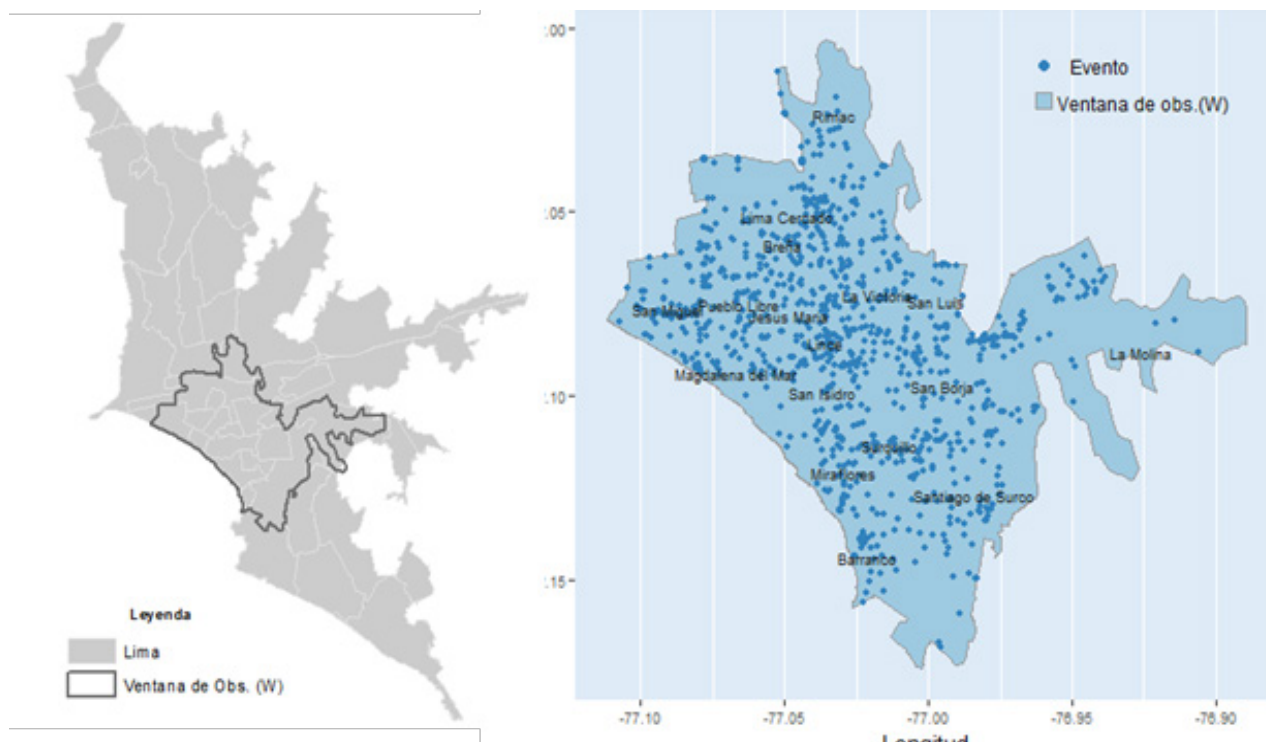 Leyenda
Lima
Ventana de Obs. (W)
Evento
Ventana de obs.(W)
Rímac
Lima Cercado
Breña
La Victoria
San Luis
San Miguel
Pueblo Libre
Jesus Maria
Lince
La Molina
Magdalena del Mar
San Borja
San Isidro
Surquillo
Miraflores
Santiago de Surco
Barranco
.00
.05
.10
.15
-77.10 -77.05 -77.00 -76.95 -76.90